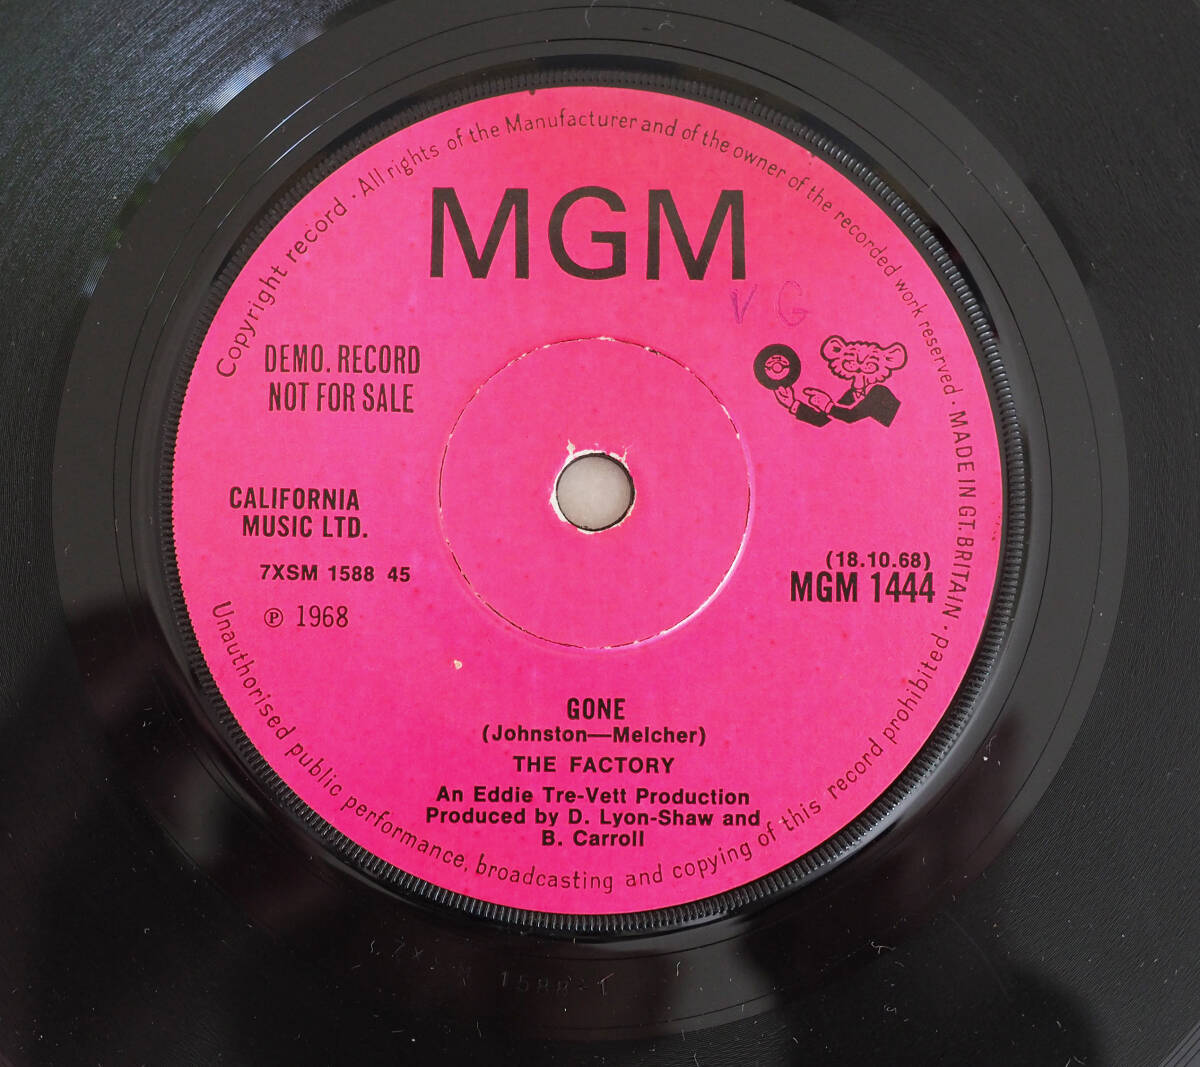 Copyright record · All rights of the Manufacturer and of the owner of the recorded work reserved · MADE IN GT. BRITAIN ·
MGM
V G
DEMO. RECORD
NOT FOR SALE
CALIFORNIA
MUSIC LTD.
7XSM 1588 45
℗ 1968
(18.10.68)
MGM 1444
GONE
(Johnston—Melcher)
THE FACTORY
An Eddie Tre-Vett Production
Produced by D. Lyon-Shaw and
B. Carroll
Unauthorised public performance, broadcasting and copying of this record prohibited ·
1588-1